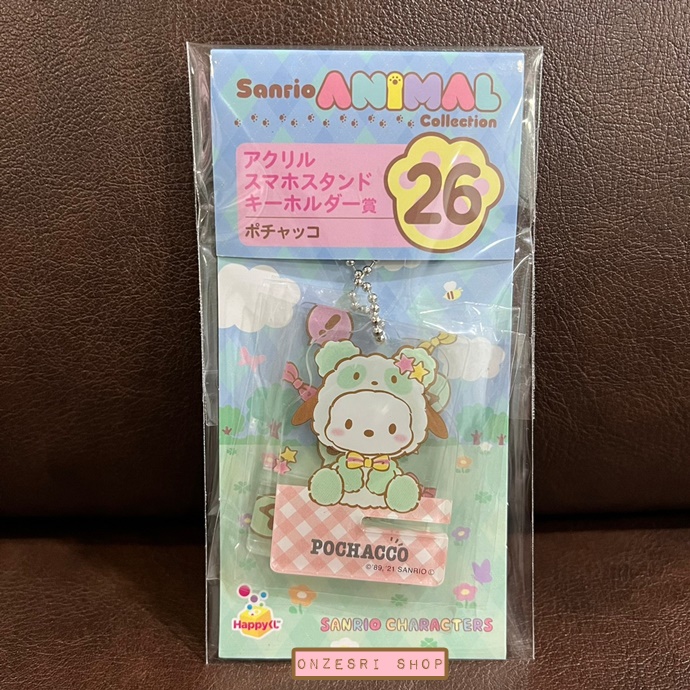 Sanrio ANIMAL
Collection
アクリル
スマホスタンド
キーホルダー賞
26
ポチャッコ
POCHACCO
©'89,'21 SANRIO Ⓛ
Happyくじ
SANRIO CHARACTERS
ONZESRI SHOP